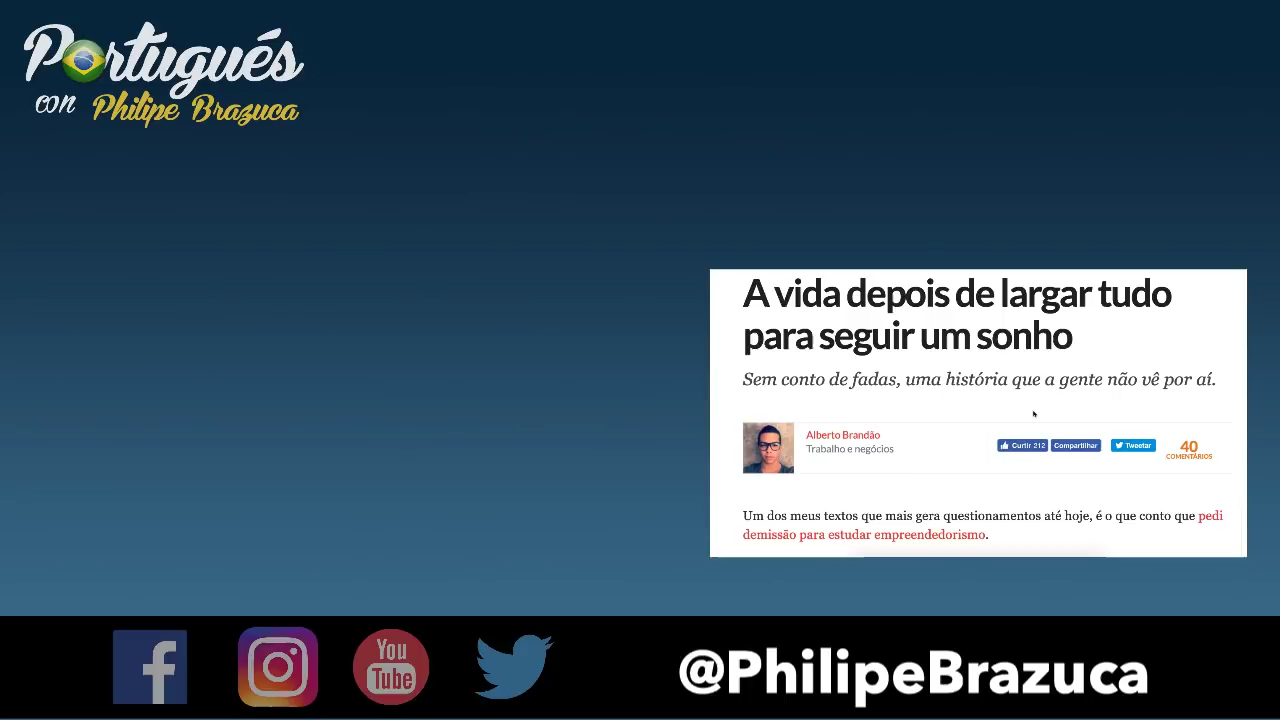 Portugués
con Philipe Brazuca
A vida depois de largar tudo
para seguir um sonho
Sem conto de fadas, uma história que a gente não vê por aí.
Alberto Brandão
Trabalho e negócios
Curtir 212 Compartilhar Tweetar
40
COMENTÁRIOS
Um dos meus textos que mais gera questionamentos até hoje, é o que conto que pedi
demissão para estudar empreendedorismo.
f
You
Tube
@PhilipeBrazuca